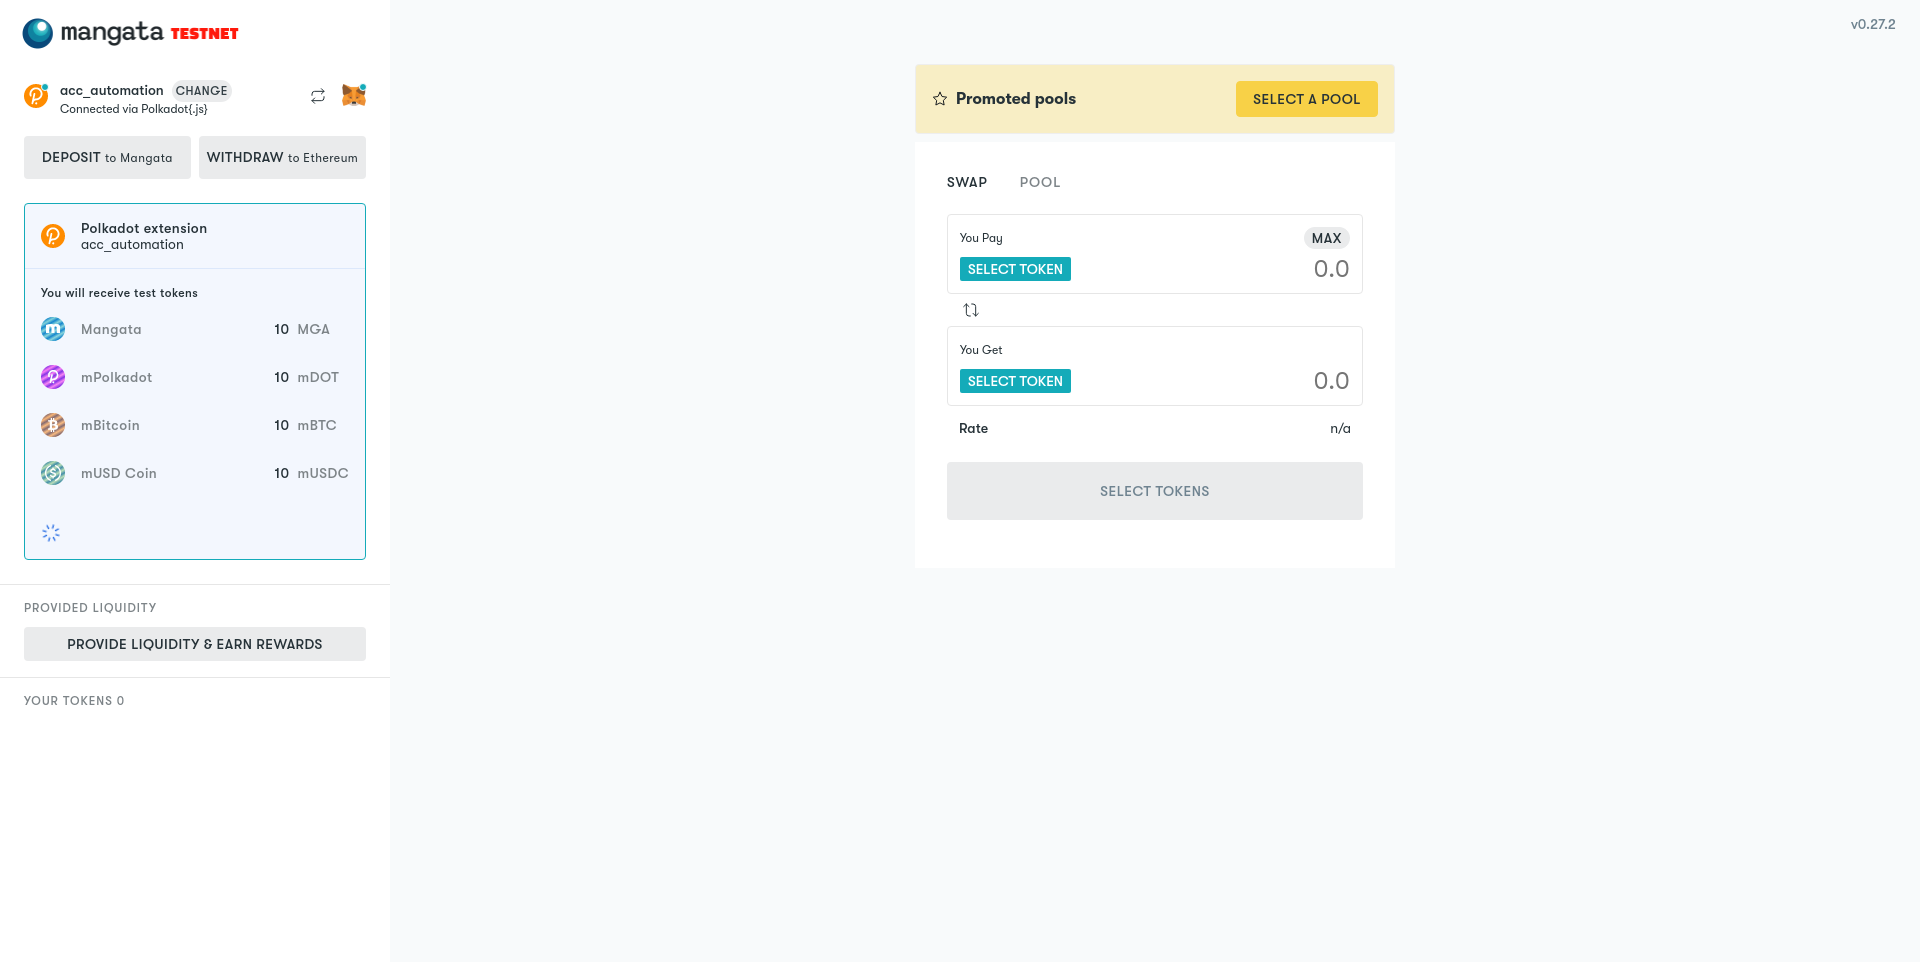 mangata TESTNET
v0.27.2
acc_automation CHANGE
Connected via Polkadot{.js}
DEPOSIT to Mangata
WITHDRAW to Ethereum
Polkadot extension
acc_automation
You will receive test tokens
Mangata 10 MGA
mPolkadot 10 mDOT
mBitcoin 10 mBTC
mUSD Coin 10 mUSDC
PROVIDED LIQUIDITY
PROVIDE LIQUIDITY & EARN REWARDS
YOUR TOKENS 0
Promoted pools
SELECT A POOL
SWAP POOL
You Pay MAX
SELECT TOKEN 0.0
You Get
SELECT TOKEN 0.0
Rate n/a
SELECT TOKENS